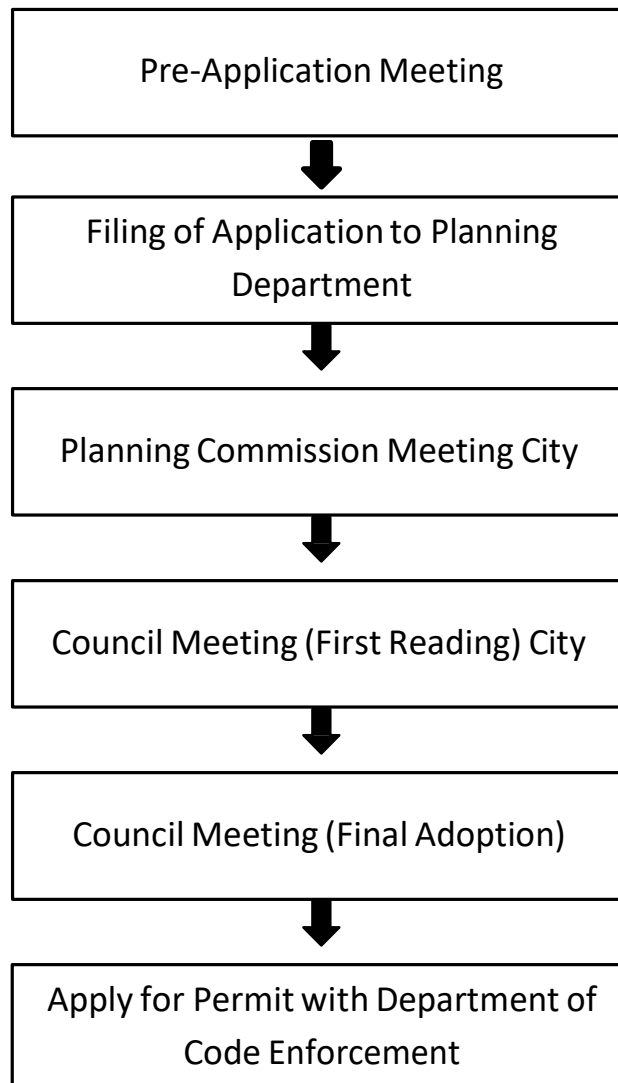 Pre-Application Meeting
Filing of Application to Planning
Department
Planning Commission Meeting City
Council Meeting (First Reading) City
Council Meeting (Final Adoption)
Apply for Permit with Department of
Code Enforcement